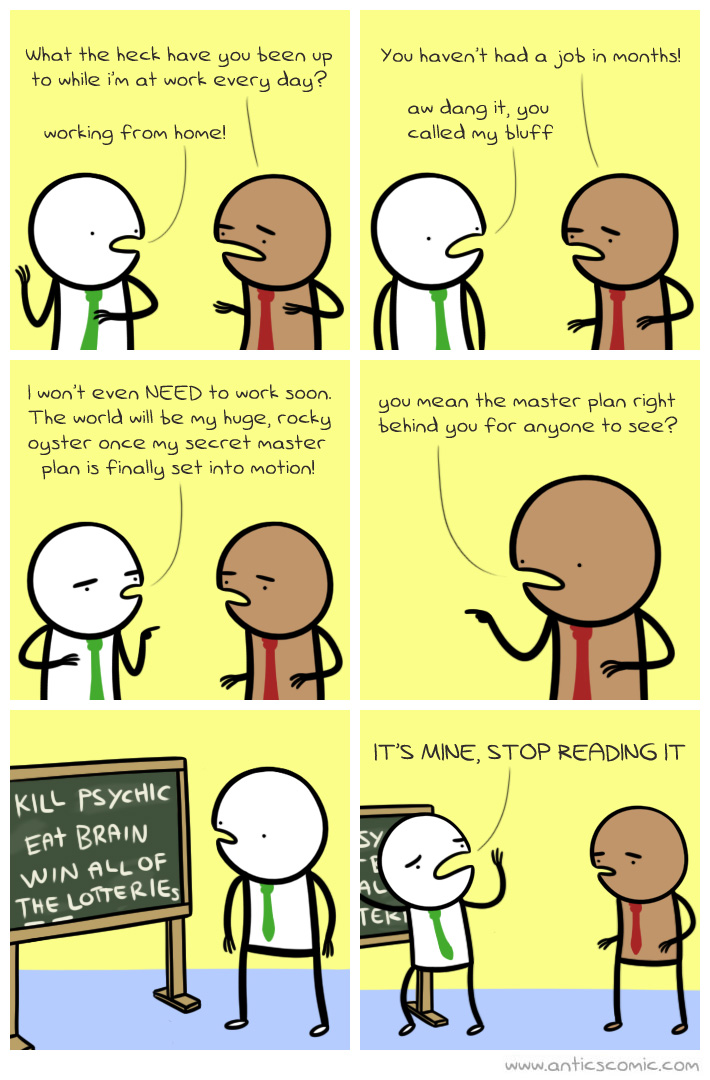 What the heck have you been up
to while i'm at work every day?
working from home!
You haven't had a job in months!
aw dang it, you
called my bluff
I won't even NEED to work soon.
The world will be my huge, rocky
oyster once my secret master
plan is finally set into motion!
you mean the master plan right
behind you for anyone to see?
KILL PSYCHIC
EAT BRAIN
WIN ALL OF
THE LOTTERIES
IT'S MINE, STOP READING IT
SY
E
AL
TERI
www.anticscomic.com